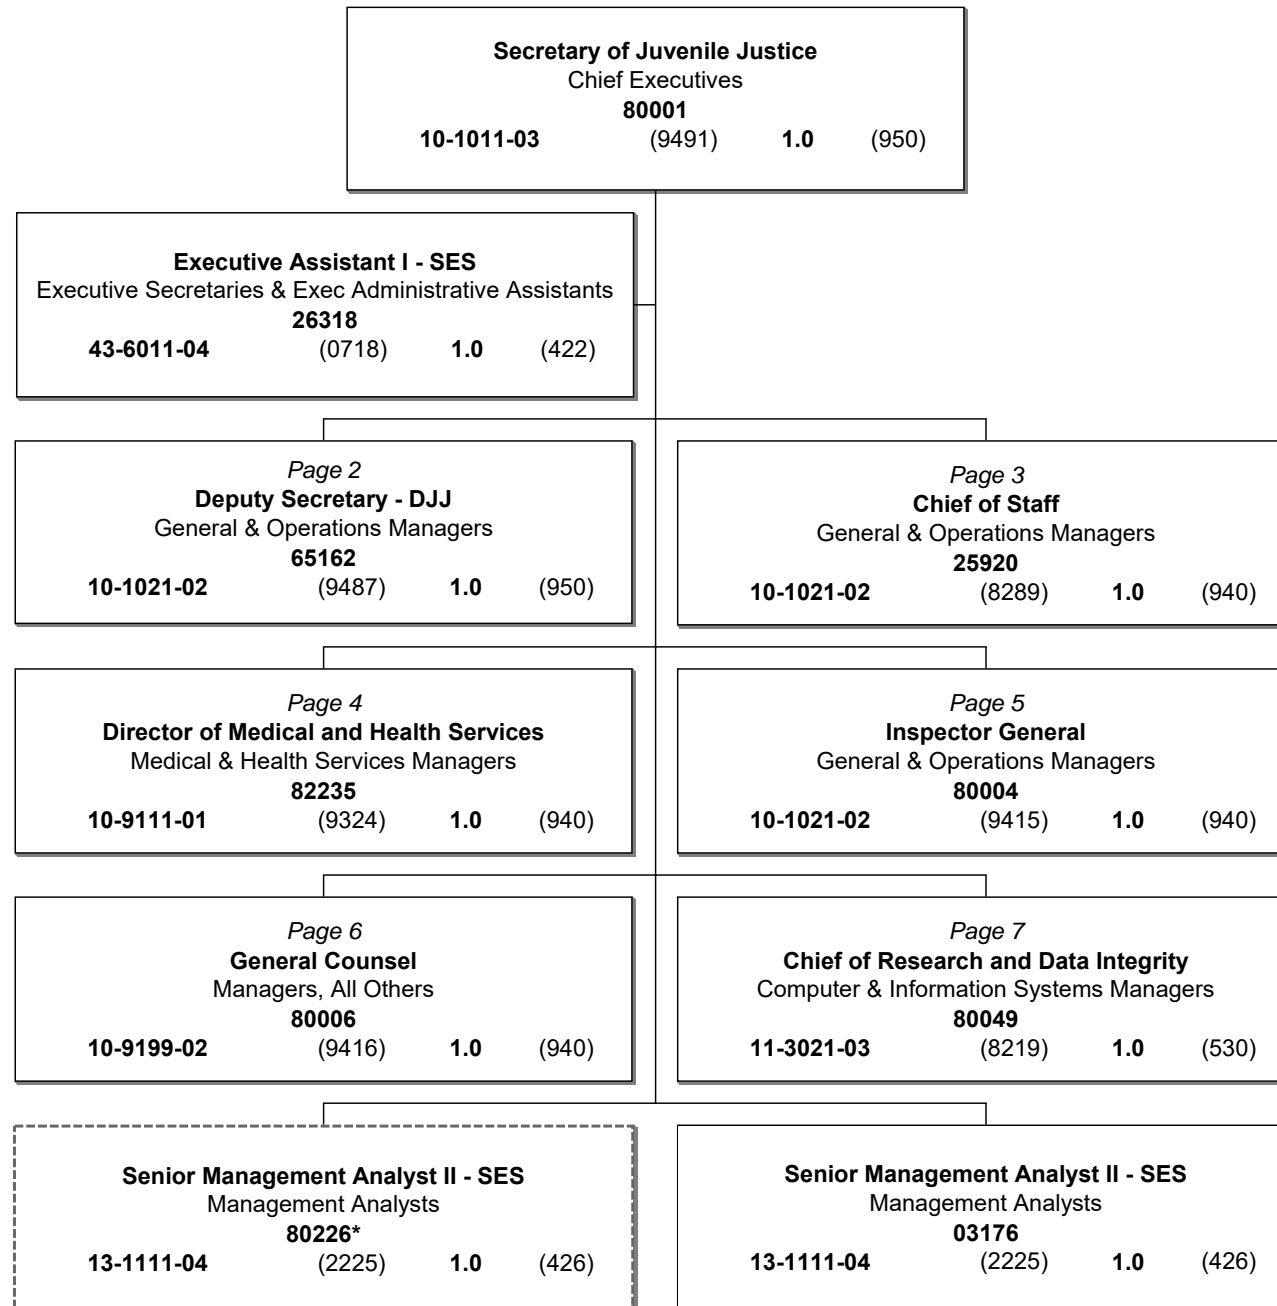 Secretary of Juvenile Justice
Chief Executives
80001
10-1011-03 (9491) 1.0 (950)
Executive Assistant I - SES
Executive Secretaries & Exec Administrative Assistants
26318
43-6011-04 (0718) 1.0 (422)
Page 2
Deputy Secretary - DJJ
General & Operations Managers
65162
10-1021-02 (9487) 1.0 (950)
Page 3
Chief of Staff
General & Operations Managers
25920
10-1021-02 (8289) 1.0 (940)
Page 4
Director of Medical and Health Services
Medical & Health Services Managers
82235
10-9111-01 (9324) 1.0 (940)
Page 5
Inspector General
General & Operations Managers
80004
10-1021-02 (9415) 1.0 (940)
Page 6
General Counsel
Managers, All Others
80006
10-9199-02 (9416) 1.0 (940)
Page 7
Chief of Research and Data Integrity
Computer & Information Systems Managers
80049
11-3021-03 (8219) 1.0 (530)
Senior Management Analyst II - SES
Management Analysts
80226*
13-1111-04 (2225) 1.0 (426)
Senior Management Analyst II - SES
Management Analysts
03176
13-1111-04 (2225) 1.0 (426)